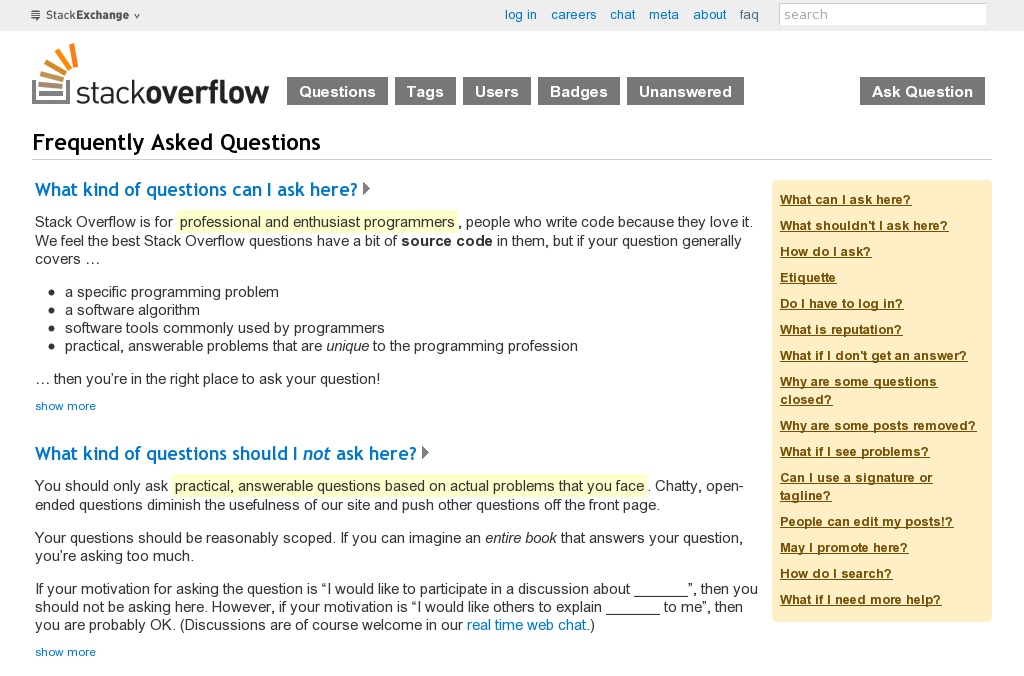 StackExchange
log in careers chat meta about faq search
stackoverflow Questions Tags Users Badges Unanswered Ask Question
Frequently Asked Questions
What kind of questions can I ask here?
Stack Overflow is for professional and enthusiast programmers, people who write code because they love it.
We feel the best Stack Overflow questions have a bit of source code in them, but if your question generally
covers …
• a specific programming problem
• a software algorithm
• software tools commonly used by programmers
• practical, answerable problems that are unique to the programming profession
… then you’re in the right place to ask your question!
show more
What kind of questions should I not ask here?
You should only ask practical, answerable questions based on actual problems that you face. Chatty, open-
ended questions diminish the usefulness of our site and push other questions off the front page.
Your questions should be reasonably scoped. If you can imagine an entire book that answers your question,
you’re asking too much.
If your motivation for asking the question is “I would like to participate in a discussion about _______”, then you
should not be asking here. However, if your motivation is “I would like others to explain _______ to me”, then
you are probably OK. (Discussions are of course welcome in our real time web chat.)
show more
What can I ask here?
What shouldn't I ask here?
How do I ask?
Etiquette
Do I have to log in?
What is reputation?
What if I don't get an answer?
Why are some questions
closed?
Why are some posts removed?
What if I see problems?
Can I use a signature or
tagline?
People can edit my posts!?
May I promote here?
How do I search?
What if I need more help?